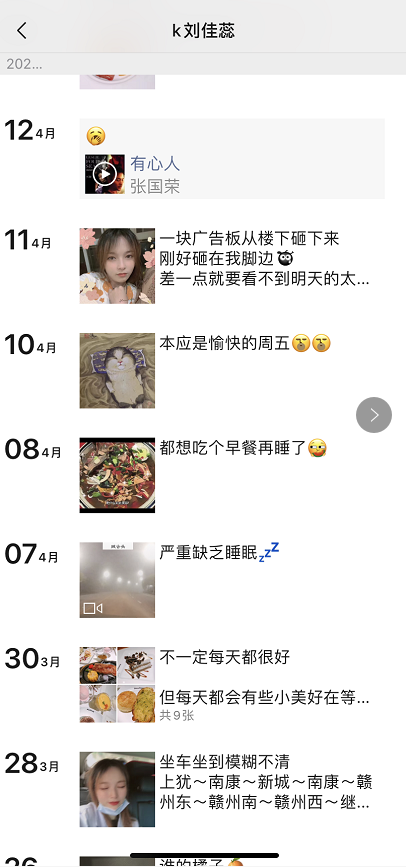 k刘佳蕊
202...
12 4月
有心人
张国荣
11 4月
一块广告板从楼下砸下来
刚好砸在我脚边
差一点就要看不到明天的太...
10 4月
本应是愉快的周五
08 4月
都想吃个早餐再睡了
07 4月
严重缺乏睡眠💤
30 3月
不一定每天都很好
但每天都会有些小美好在等...
共9张
28 3月
坐车坐到模糊不清
上犹～南康～新城～南康～赣
州东～赣州南～赣州西～继...
26 3月
谁的橘子